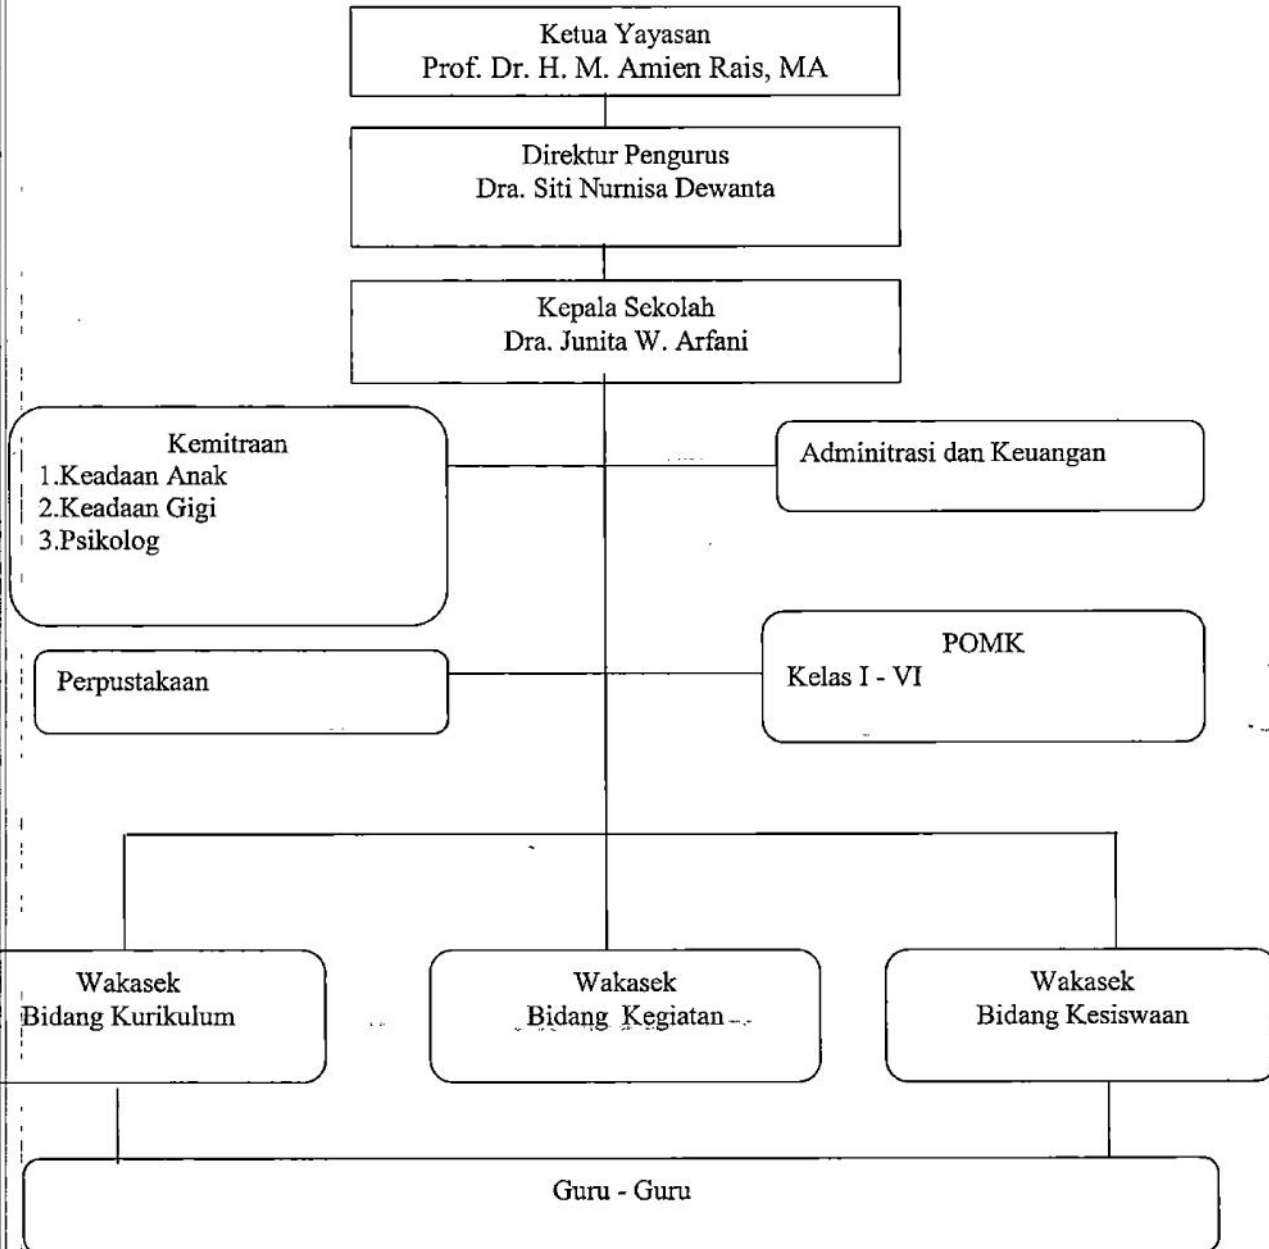 Ketua Yayasan
Prof. Dr. H. M. Amien Rais, MA
Direktur Pengurus
Dra. Siti Nurnisa Dewanta
Kepala Sekolah
Dra. Junita W. Arfani
Kemitraan
1.Keadaan Anak
2.Keadaan Gigi
3.Psikolog
Adminitrasi dan Keuangan
Perpustakaan
POMK
Kelas I - VI
Wakasek
Bidang Kurikulum
Wakasek
Bidang Kegiatan
Wakasek
Bidang Kesiswaan
Guru - Guru